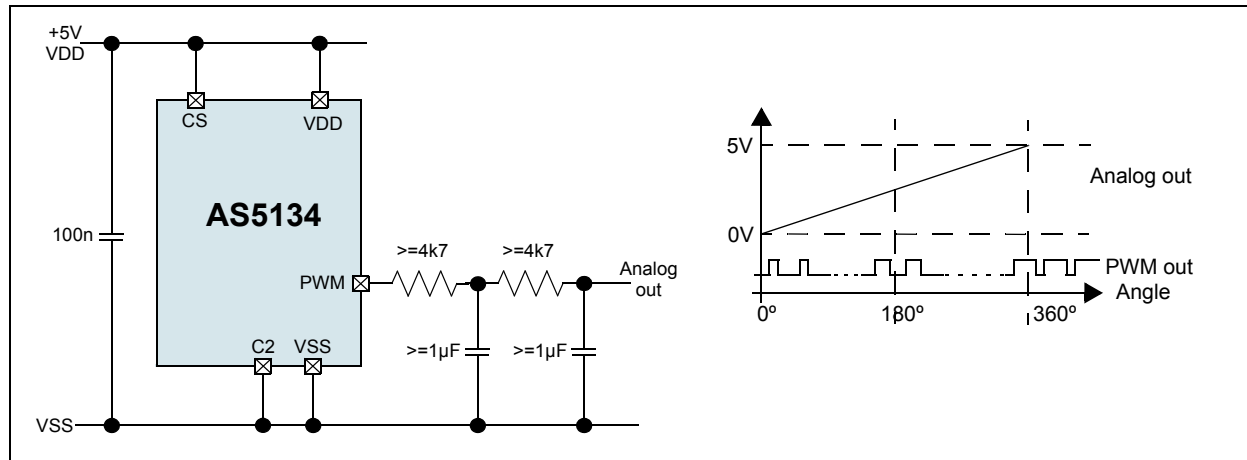 +5V
VDD
CS
VDD
AS5134
100n
>=4k7
>=4k7
PWM
Analog
out
C2
VSS
>=1µF
>=1µF
VSS
5V
Analog out
0V
PWM out
Angle
0º
180º
360º